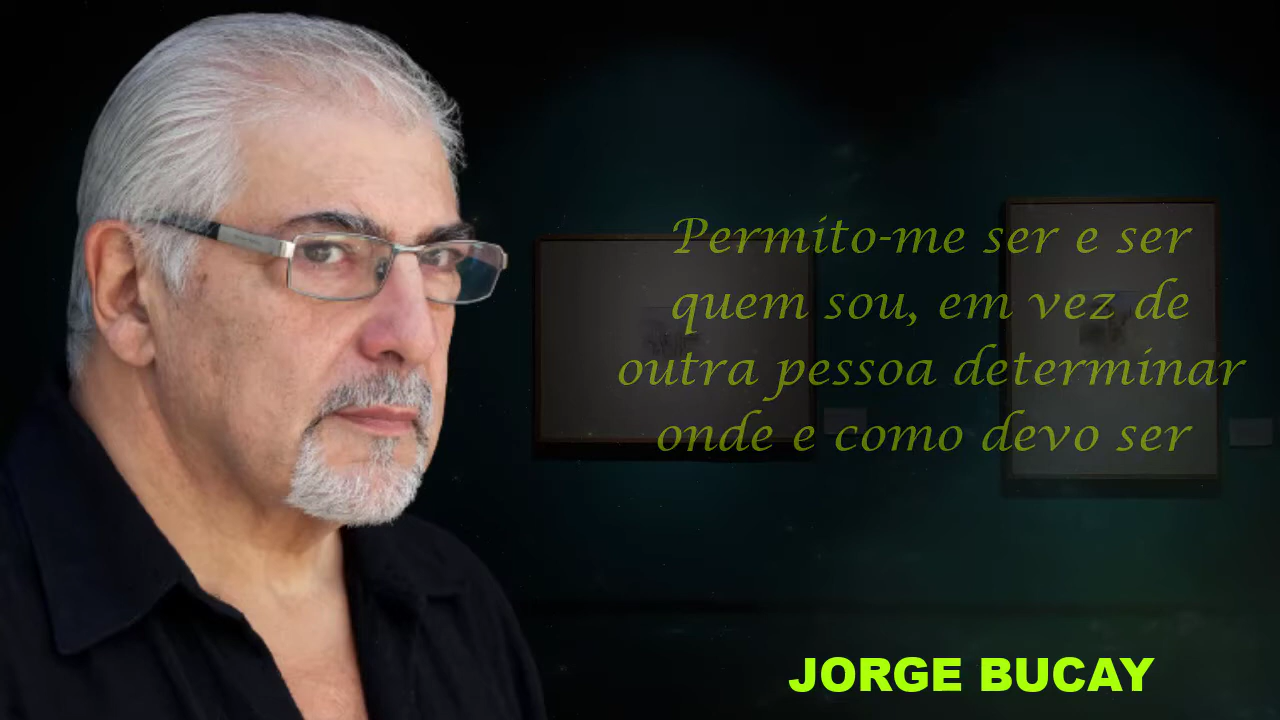 Permito-me ser e ser
quem sou, em vez de
outra pessoa determinar
onde e como devo ser
JORGE BUCAY